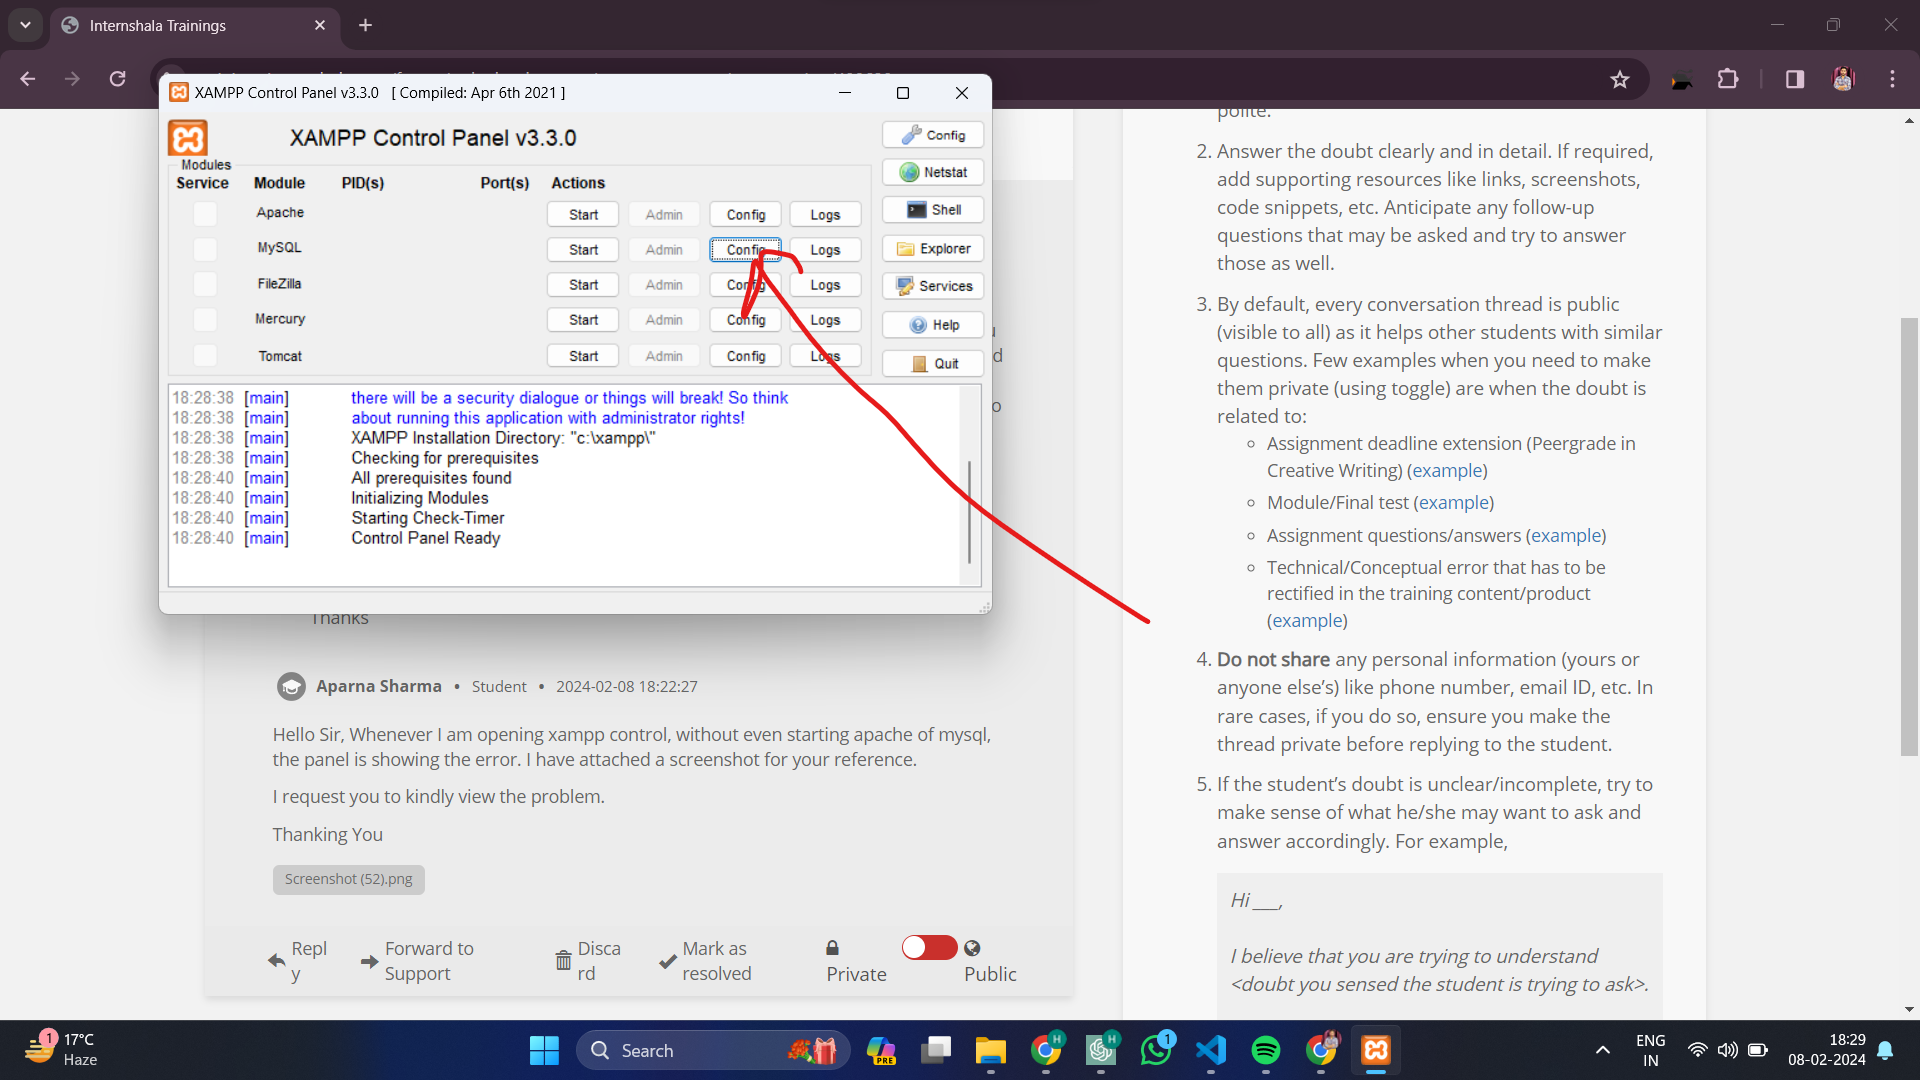 Internshala Trainings
XAMPP Control Panel v3.3.0 [ Compiled: Apr 6th 2021 ]
XAMPP Control Panel v3.3.0
Modules
Service Module PID(s) Port(s) Actions
Apache Start Admin Config Logs
MySQL Start Admin Config Logs
FileZilla Start Admin Config Logs
Mercury Start Admin Config Logs
Tomcat Start Admin Config Logs
Config
Netstat
Shell
Explorer
Services
Help
Quit
18:28:38 [main] there will be a security dialogue or things will break! So think
18:28:38 [main] about running this application with administrator rights!
18:28:38 [main] XAMPP Installation Directory: "c:\xampp\"
18:28:38 [main] Checking for prerequisites
18:28:40 [main] All prerequisites found
18:28:40 [main] Initializing Modules
18:28:40 [main] Starting Check-Timer
18:28:40 [main] Control Panel Ready
Thanks
Aparna Sharma • Student • 2024-02-08 18:22:27
Hello Sir, Whenever I am opening xampp control, without even starting apache of mysql,
the panel is showing the error. I have attached a screenshot for your reference.
I request you to kindly view the problem.
Thanking You
Screenshot (52).png
Repl
y
Forward to
Support
Disca
rd
Mark as
resolved
Private
Public
polite.
2. Answer the doubt clearly and in detail. If required,
add supporting resources like links, screenshots,
code snippets, etc. Anticipate any follow-up
questions that may be asked and try to answer
those as well.
3. By default, every conversation thread is public
(visible to all) as it helps other students with similar
questions. Few examples when you need to make
them private (using toggle) are when the doubt is
related to:
Assignment deadline extension (Peergrade in
Creative Writing) (example)
Module/Final test (example)
Assignment questions/answers (example)
Technical/Conceptual error that has to be
rectified in the training content/product
(example)
4. Do not share any personal information (yours or
anyone else’s) like phone number, email ID, etc. In
rare cases, if you do so, ensure you make the
thread private before replying to the student.
5. If the student’s doubt is unclear/incomplete, try to
make sense of what he/she may want to ask and
answer accordingly. For example,
Hi ___,
I believe that you are trying to understand
<doubt you sensed the student is trying to ask>.
1
17°C
Haze
Search
PRE
H
H
1
ENG
IN
18:29
08-02-2024